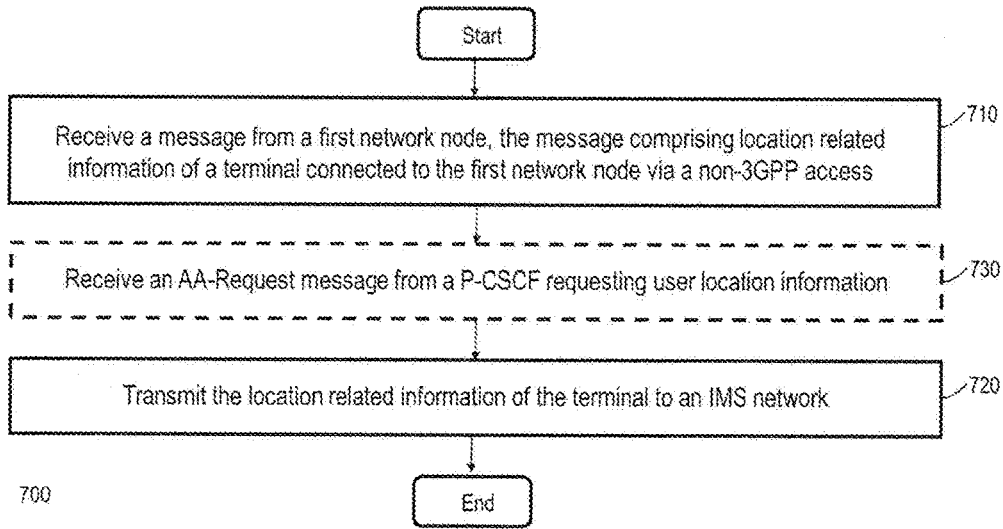 Start
Receive a message from a first network node, the message comprising location related
information of a terminal connected to the first network node via a non-3GPP access
710
Receive an AA-Request message from a P-CSCF requesting user location information
730
Transmit the location related information of the terminal to an IMS network
720
End
700